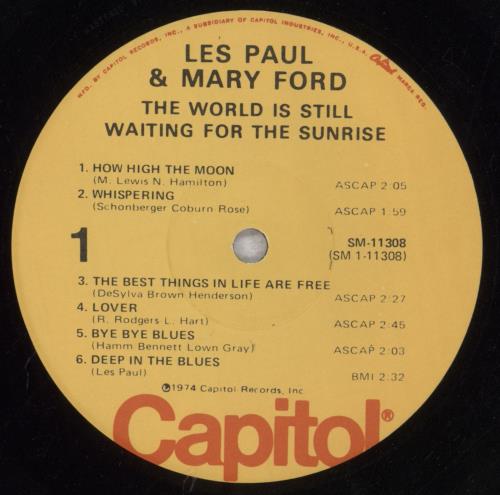 MFD. BY CAPITOL RECORDS, INC., A SUBSIDIARY OF CAPITOL INDUSTRIES, INC., U.S.A. Capitol MARCA REG.
LES PAUL
& MARY FORD
THE WORLD IS STILL
WAITING FOR THE SUNRISE
1. HOW HIGH THE MOON
(M. Lewis N. Hamilton) ASCAP 2:05
2. WHISPERING
(Schonberger Coburn Rose) ASCAP 1:59
1 SM-11308
(SM 1-11308)
3. THE BEST THINGS IN LIFE ARE FREE
(DeSylva Brown Henderson) ASCAP 2:27
4. LOVER
(R. Rodgers L. Hart) ASCAP 2:45
5. BYE BYE BLUES
(Hamm Bennett Lown Gray) ASCAP 2:03
6. DEEP IN THE BLUES
(Les Paul) BMI 2:32
℗1974 Capitol Records, Inc.
Capitol®